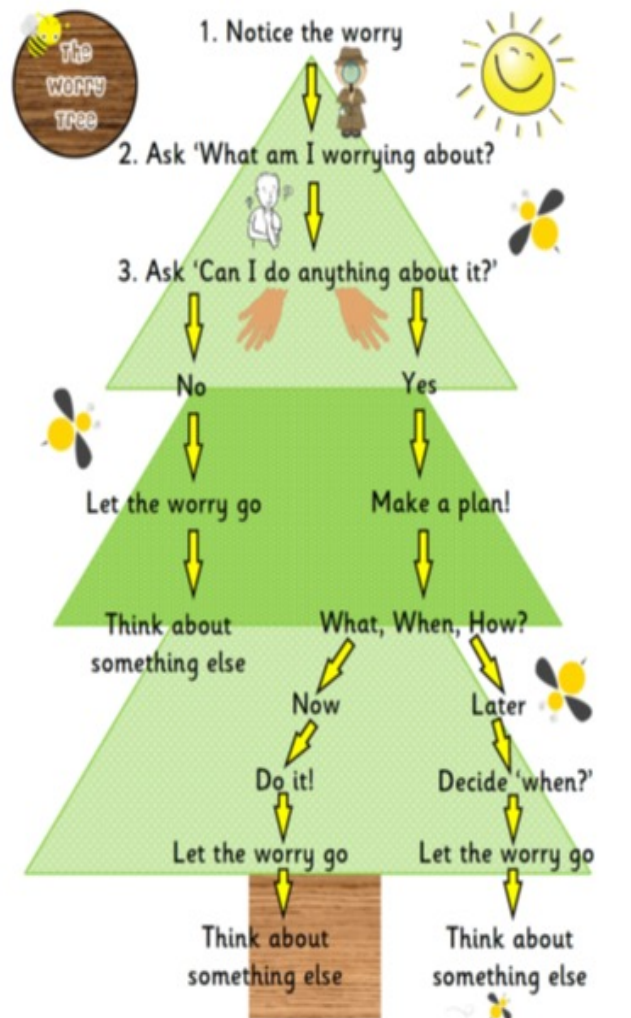 The
Worry
Tree
1. Notice the worry
2. Ask ‘What am I worrying about?
3. Ask ‘Can I do anything about it?’
No
Yes
Let the worry go
Make a plan!
Think about
something else
What, When, How?
Now
Later
Do it!
Decide ‘when?’
Let the worry go
Let the worry go
Think about
something else
Think about
something else